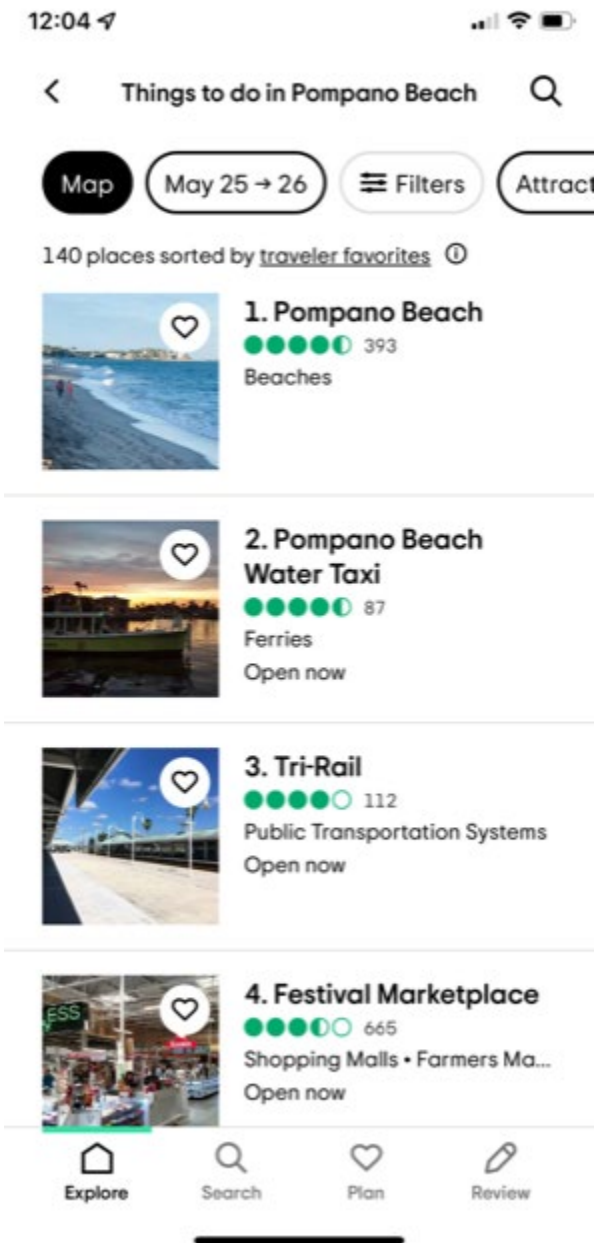 12:04
Things to do in Pompano Beach
Map
May 25 → 26
Filters
Attract
140 places sorted by traveler favorites
1. Pompano Beach
393
Beaches
2. Pompano Beach
Water Taxi
87
Ferries
Open now
3. Tri-Rail
112
Public Transportation Systems
Open now
ESS
4. Festival Marketplace
665
Shopping Malls • Farmers Ma...
Open now
Explore
Search
Plan
Review